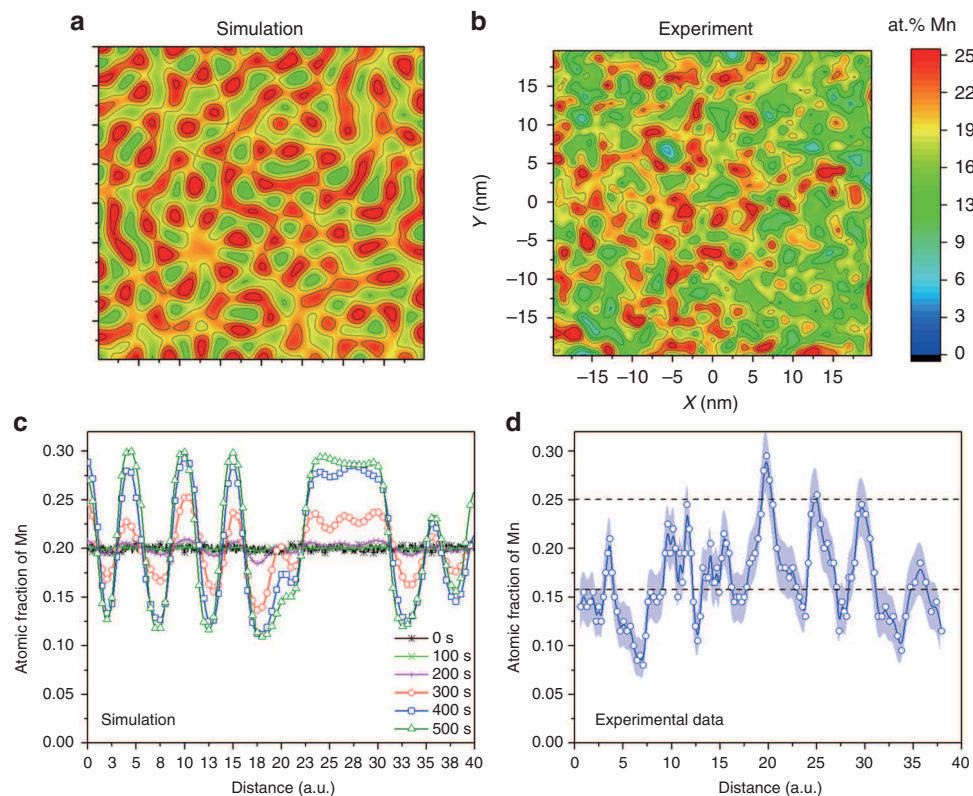 a
Simulation
b
Experiment
at.% Mn
25
22
19
16
13
9
6
3
0
15
10
5
0
−5
−10
−15
Y (nm)
−15 −10 −5 0 5 10 15
X (nm)
c
0.30
0.25
0.20
0.15
0.10
0.05
0.00
Atomic fraction of Mn
0 s
100 s
200 s
300 s
400 s
500 s
Simulation
0 3 5 8 10 13 15 18 20 23 25 28 30 33 35 38 40
Distance (a.u.)
d
0.30
0.25
0.20
0.15
0.10
0.05
0.00
Atomic fraction of Mn
Experimental data
0 5 10 15 20 25 30 35 40
Distance (a.u.)